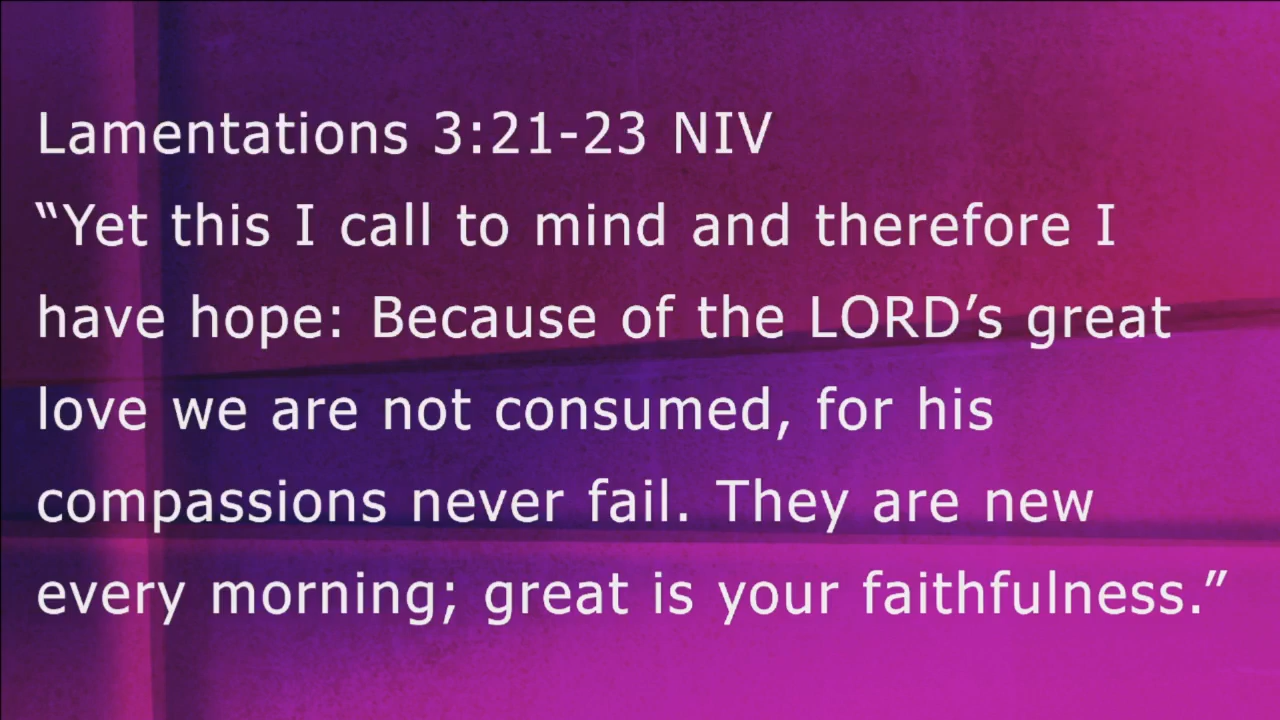 Lamentations 3:21-23 NIV
“Yet this I call to mind and therefore I
have hope: Because of the LORD’s great
love we are not consumed, for his
compassions never fail. They are new
every morning; great is your faithfulness.”